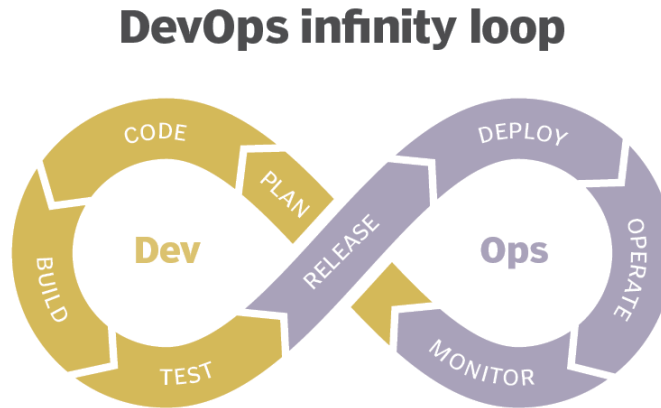 DevOps infinity loop
CODE
DEPLOY
PLAN
Dev
RELEASE
Ops
OPERATE
BUILD
TEST
MONITOR